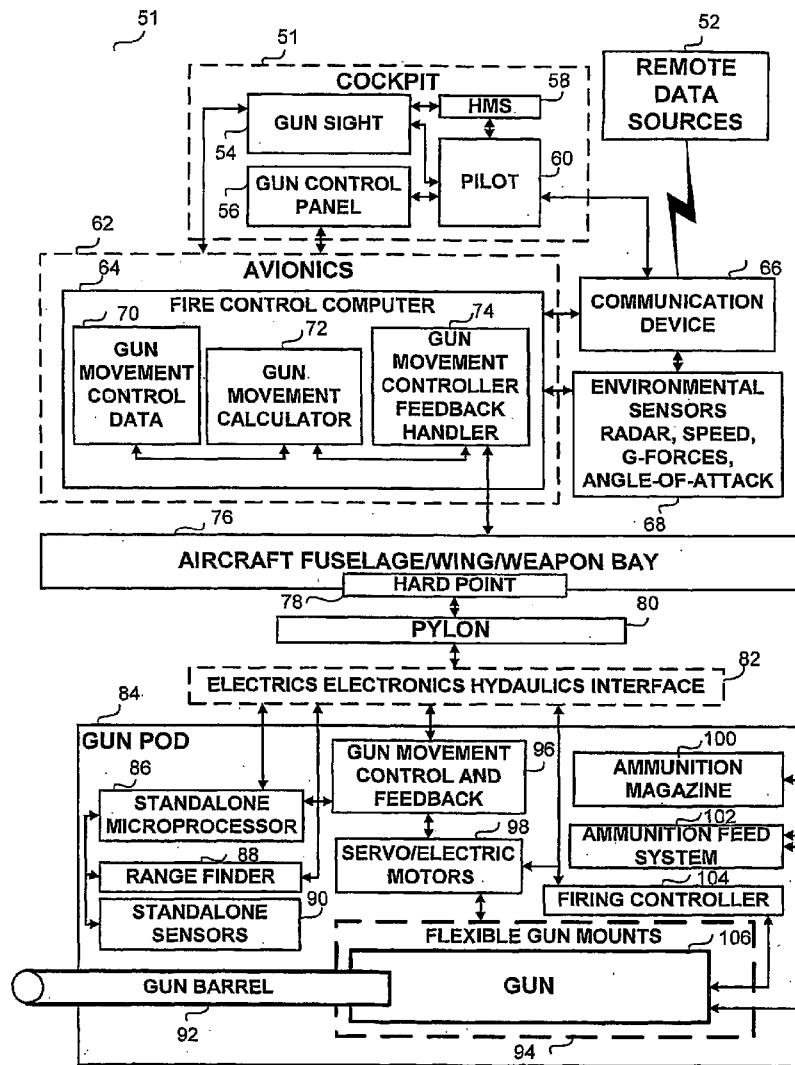 51
51
52
COCKPIT
REMOTE
DATA
SOURCES
58
HMS
GUN SIGHT
54
60
PILOT
56
GUN CONTROL
PANEL
62
AVIONICS
64
66
FIRE CONTROL COMPUTER
COMMUNICATION
DEVICE
70
GUN
MOVEMENT
CONTROL
DATA
72
GUN
MOVEMENT
CALCULATOR
74
GUN
MOVEMENT
CONTROLLER
FEEDBACK
HANDLER
ENVIRONMENTAL
SENSORS
RADAR, SPEED,
G-FORCES,
ANGLE-OF-ATTACK
68
76
AIRCRAFT FUSELAGE/WING/WEAPON BAY
HARD POINT
78
80
PYLON
82
ELECTRICS ELECTRONICS HYDAULICS INTERFACE
84
GUN POD
86
STANDALONE
MICROPROCESSOR
88
RANGE FINDER
90
STANDALONE
SENSORS
GUN MOVEMENT
CONTROL AND
FEEDBACK
96
98
SERVO/ELECTRIC
MOTORS
100
AMMUNITION
MAGAZINE
102
AMMUNITION FEED
SYSTEM
104
FIRING CONTROLLER
FLEXIBLE GUN MOUNTS
106
GUN
GUN BARREL
92
94